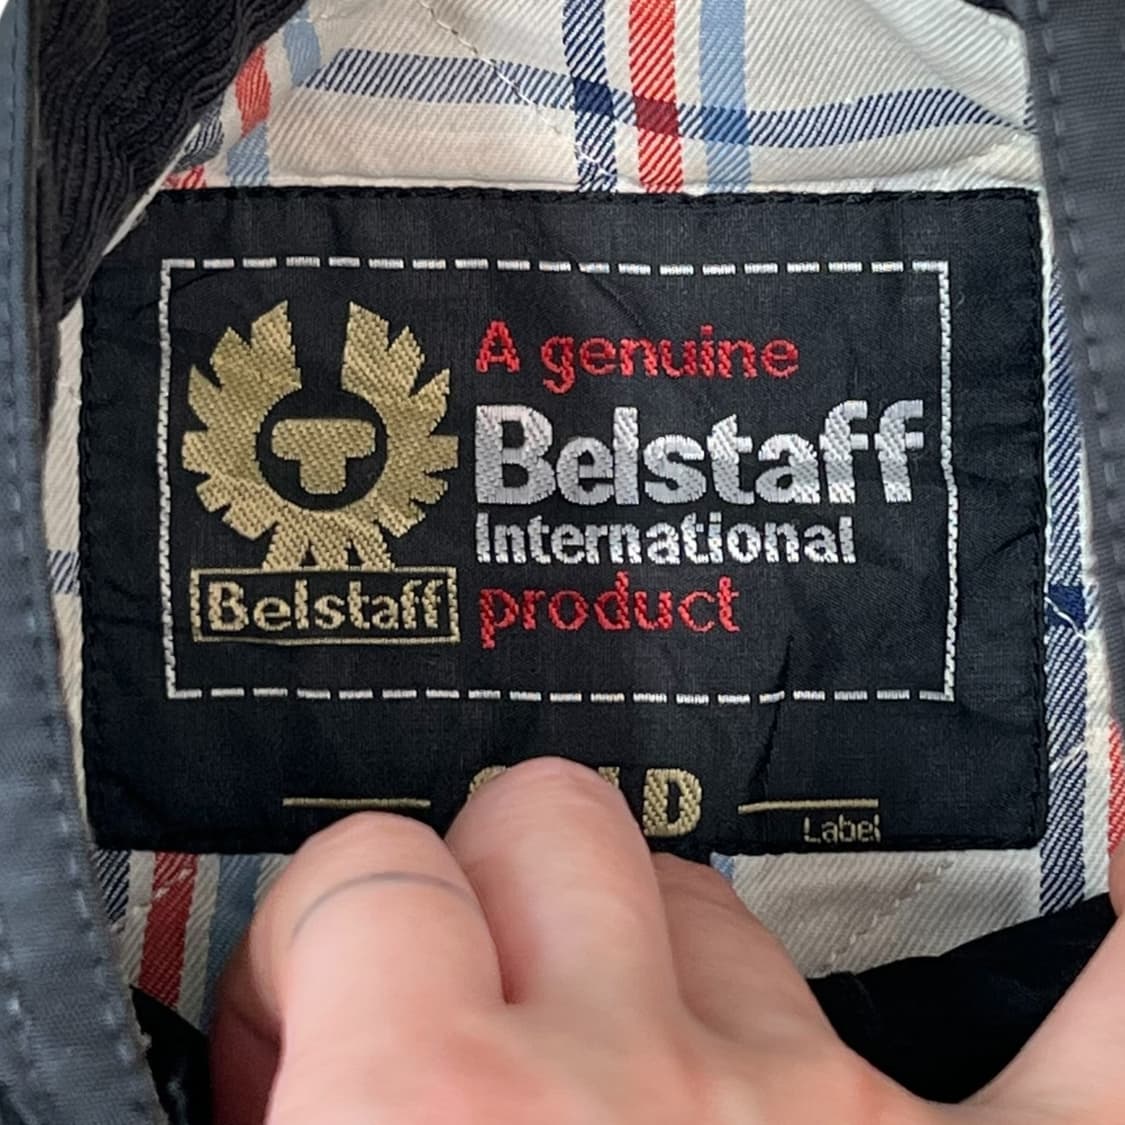 A genuine
Belstaff
International
product
Belstaff
Label